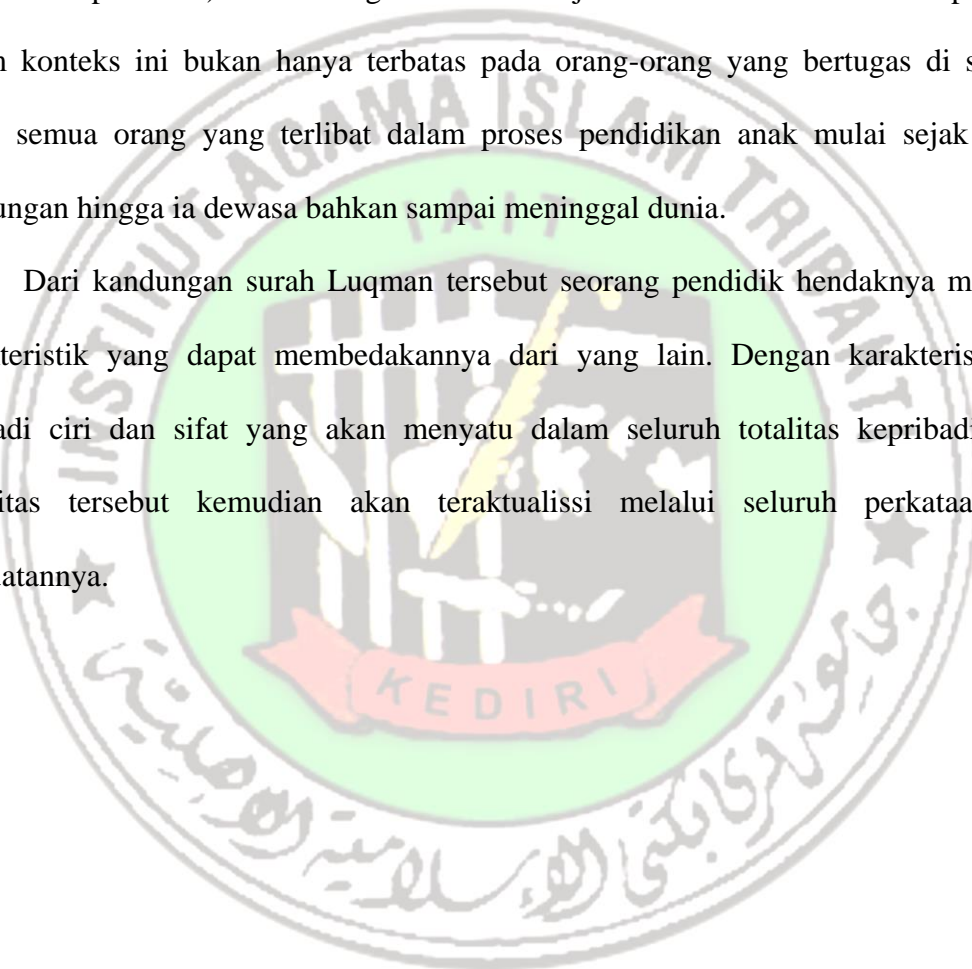 n konteks ini bukan hanya terbatas pada orang-orang yang bertugas di s
semua orang yang terlibat dalam proses pendidikan anak mulai sejak
ungan hingga ia dewasa bahkan sampai meninggal dunia.
Dari kandungan surah Luqman tersebut seorang pendidik hendaknya m
teristik yang dapat membedakannya dari yang lain. Dengan karakteris
adi ciri dan sifat yang akan menyatu dalam seluruh totalitas kepribadi
itas tersebut kemudian akan teraktualissi melalui seluruh perkataa
uatannya.
INSTITUT AGAMA ISLAM TRIBAKTI
IAIT
KEDIRI